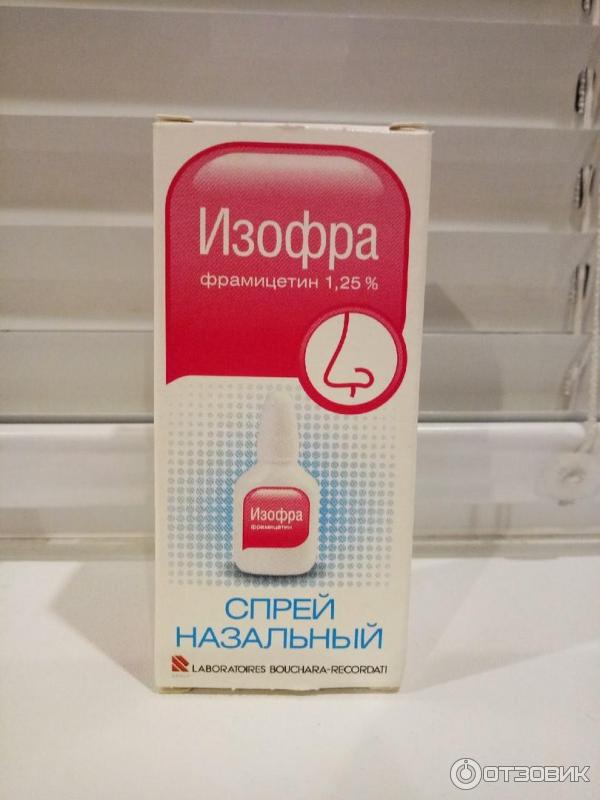 Изофра
фрамицетин 1,25 %
Изофра
фрамицетин
СПРЕЙ
НАЗАЛЬНЫЙ
LABORATOIRES BOUCHARA-RECORDATI
ОТЗОВИК